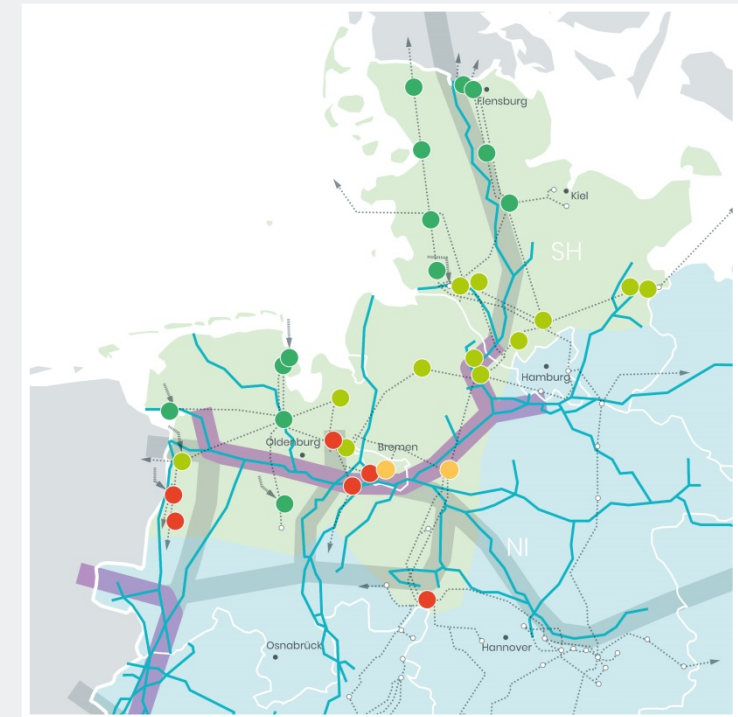 Flensburg
Kiel
SH
Hamburg
Oldenburg
Bremen
NI
Osnabrück
Hannover